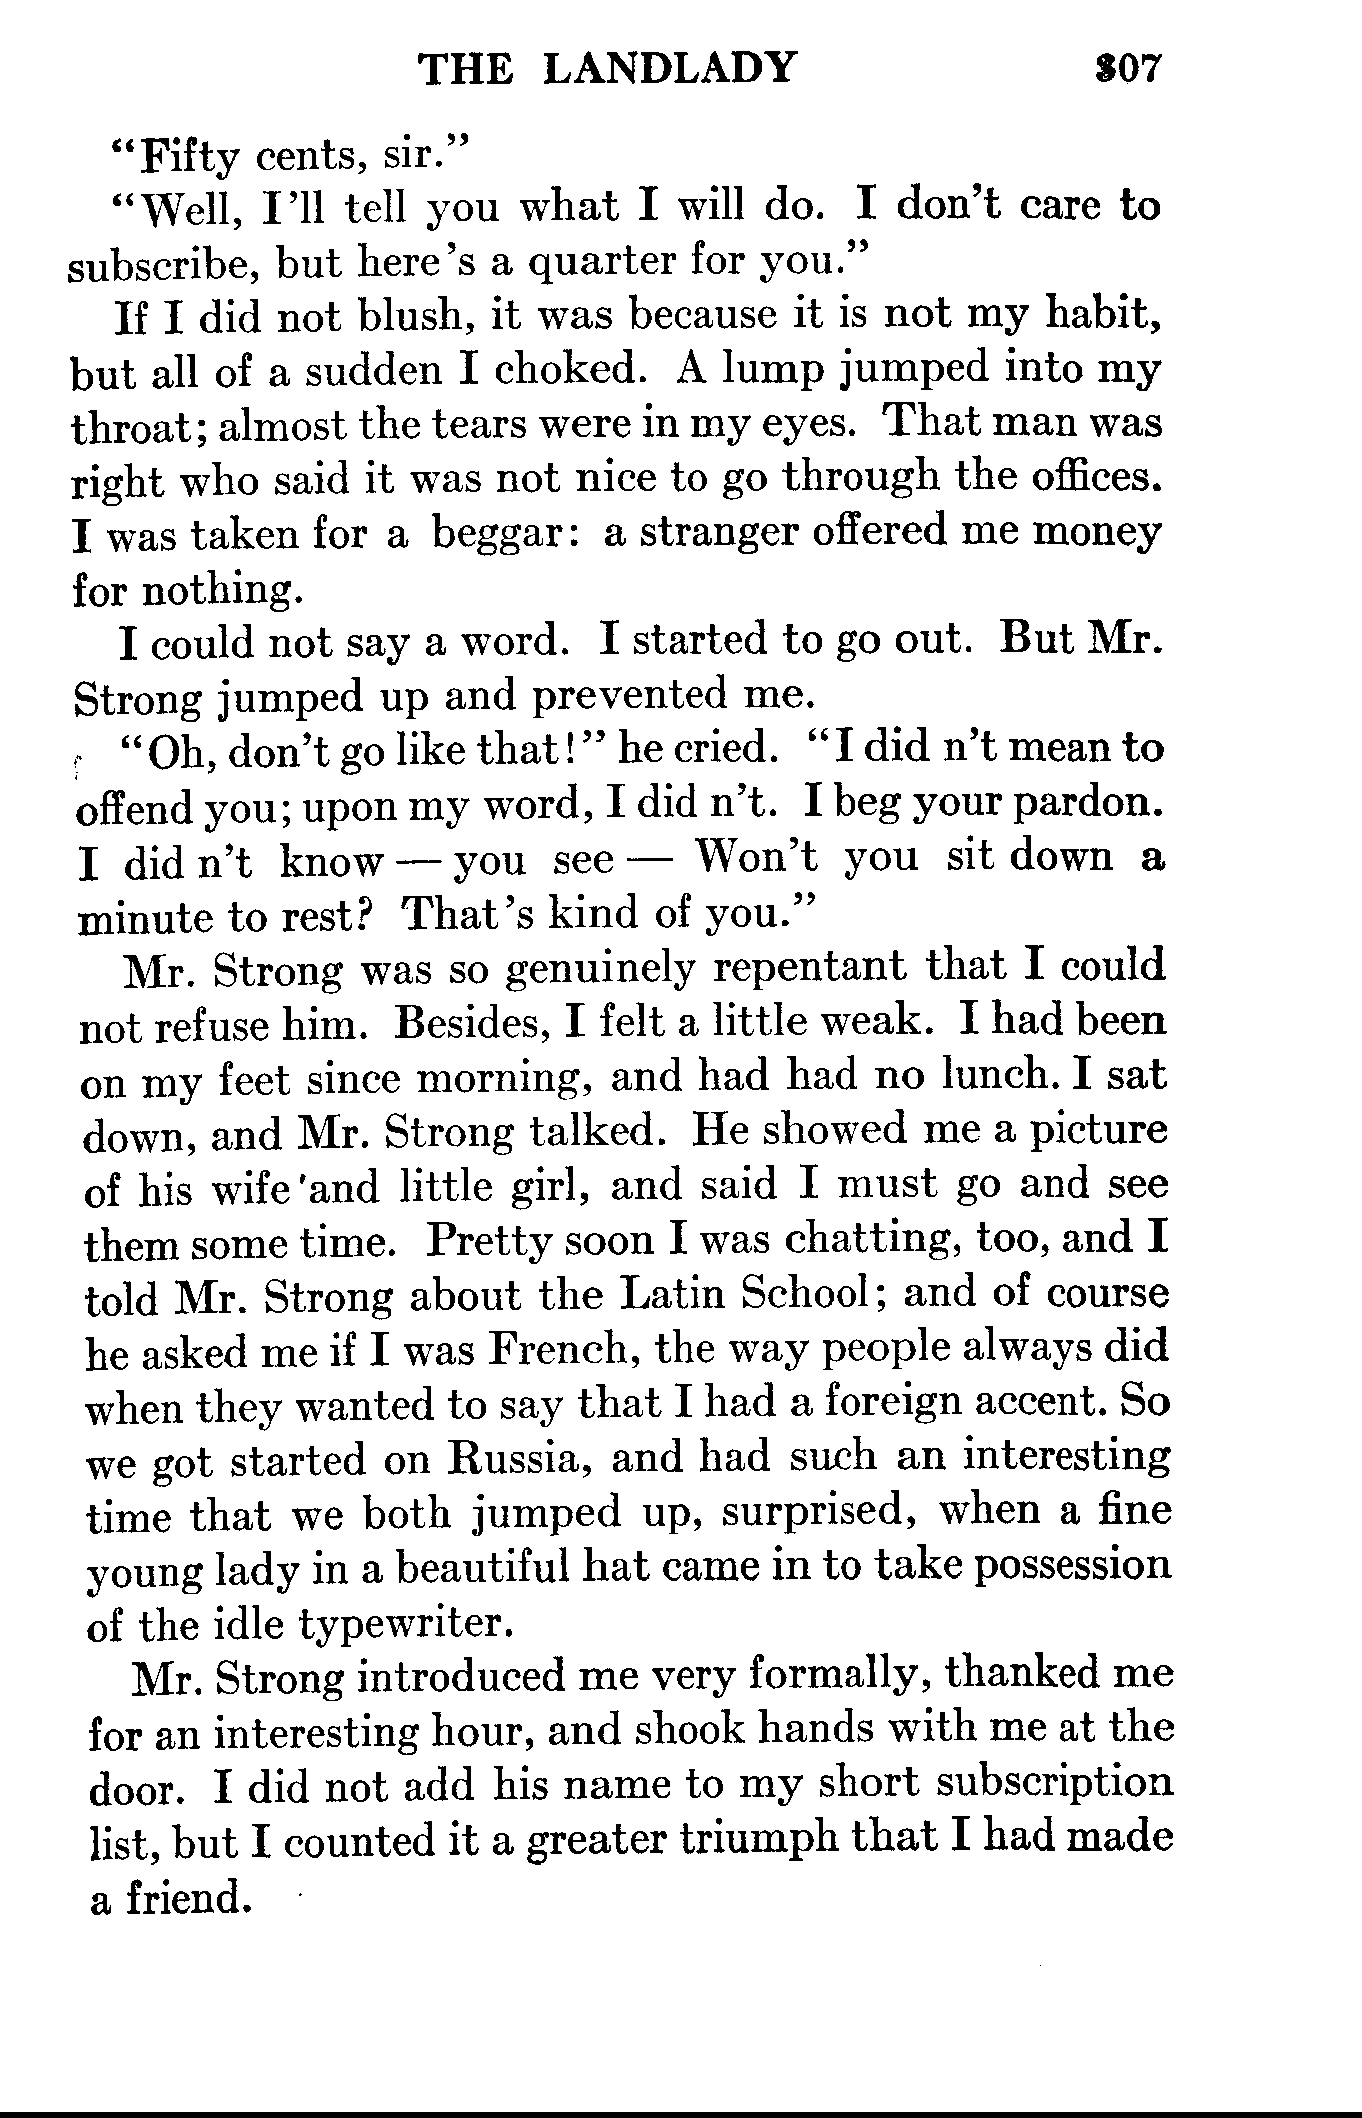 THE LANDLADY 307
“Fifty cents, sir.”
“Well, I'll tell you what I will do. I don't care to
subscribe, but here's a quarter for you.”
If I did not blush, it was because it is not my habit,
but all of a sudden I choked. A lump jumped into my
throat; almost the tears were in my eyes. That man was
right who said it was not nice to go through the offices.
I was taken for a beggar: a stranger offered me money
for nothing.
I could not say a word. I started to go out. But Mr.
Strong jumped up and prevented me.
“Oh, don't go like that!” he cried. “I did n't mean to
offend you; upon my word, I did n't. I beg your pardon.
I did n't know — you see — Won't you sit down a
minute to rest? That's kind of you.”
Mr. Strong was so genuinely repentant that I could
not refuse him. Besides, I felt a little weak. I had been
on my feet since morning, and had had no lunch. I sat
down, and Mr. Strong talked. He showed me a picture
of his wife and little girl, and said I must go and see
them some time. Pretty soon I was chatting, too, and I
told Mr. Strong about the Latin School; and of course
he asked me if I was French, the way people always did
when they wanted to say that I had a foreign accent. So
we got started on Russia, and had such an interesting
time that we both jumped up, surprised, when a fine
young lady in a beautiful hat came in to take possession
of the idle typewriter.
Mr. Strong introduced me very formally, thanked me
for an interesting hour, and shook hands with me at the
door. I did not add his name to my short subscription
list, but I counted it a greater triumph that I had made
a friend.